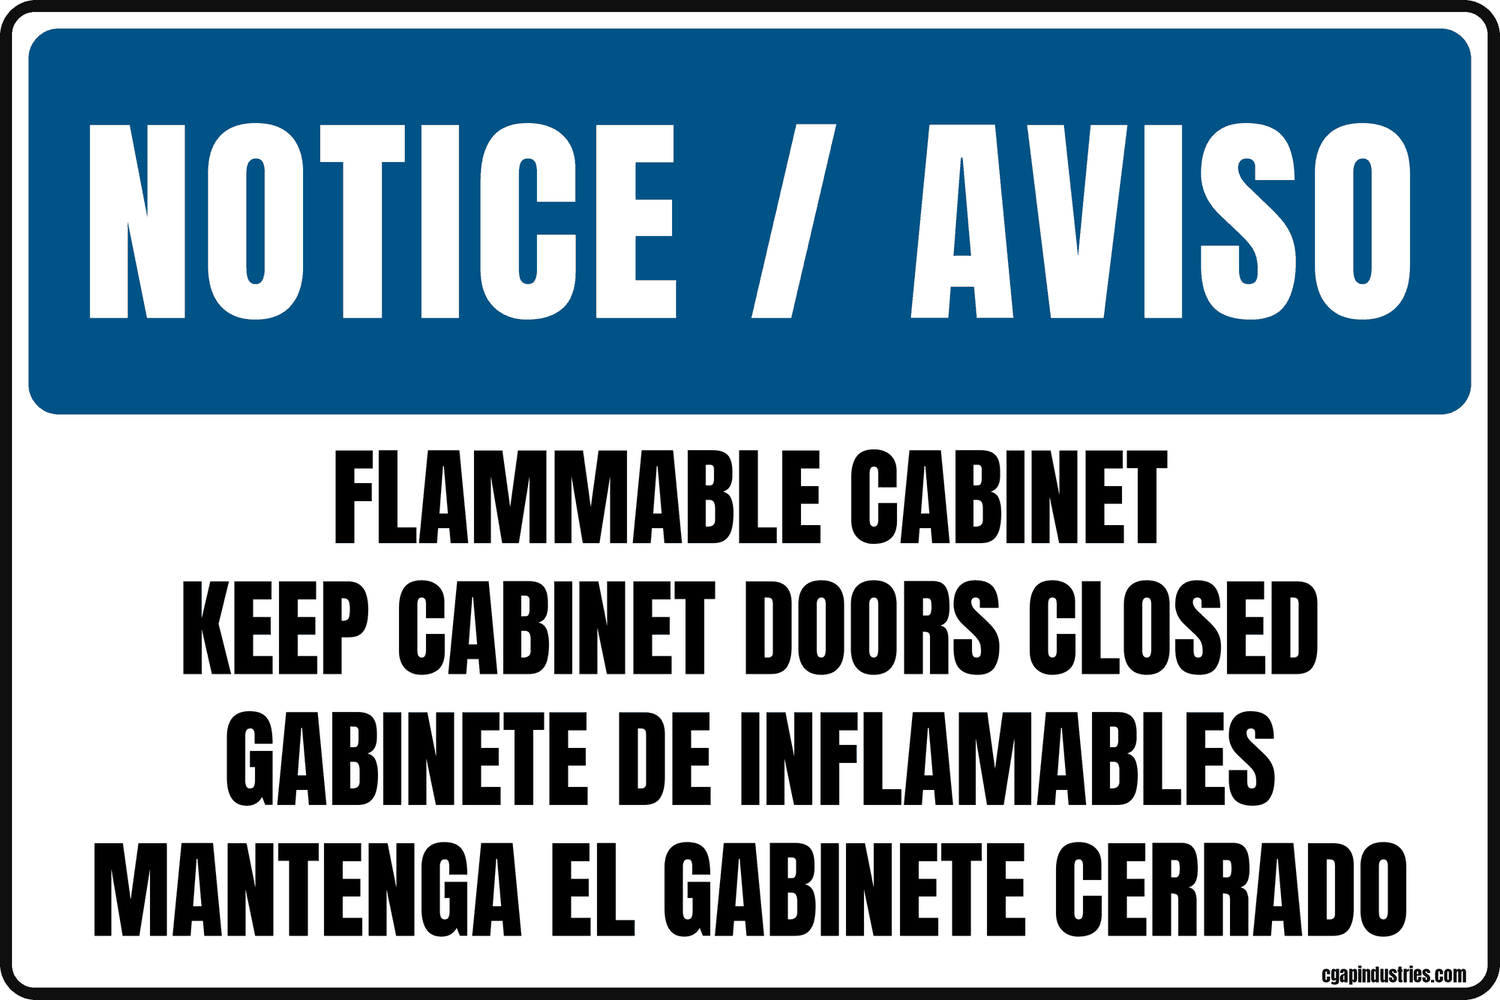 NOTICE / AVISO
FLAMMABLE CABINET
KEEP CABINET DOORS CLOSED
GABINETE DE INFLAMABLES
MANTENGA EL GABINETE CERRADO
cgapindustries.com